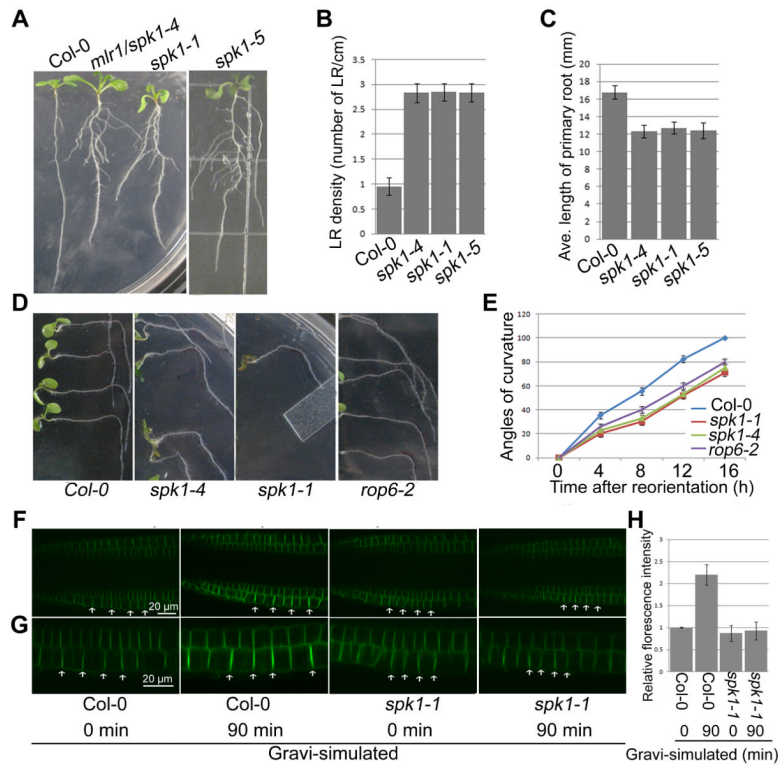 A
Col-0
mlr1/spk1-4
spk1-1
spk1-5
B
LR density (number of LR/cm)
3.5
3
2.5
2
1.5
1
0.5
0
Col-0
spk1-4
spk1-1
spk1-5
C
Ave. length of primary root (mm)
20
18
16
14
12
10
8
6
4
2
0
Col-0
spk1-4
spk1-1
spk1-5
D
Col-0
spk1-4
spk1-1
rop6-2
E
Angles of curvature
120
100
80
60
40
20
0
Col-0
spk1-1
spk1-4
rop6-2
0 4 8 12 16
Time after reorientation (h)
F
20 µm
G
20 µm
Col-0 Col-0 spk1-1 spk1-1
0 min 90 min 0 min 90 min
Gravi-simulated
H
Relative florescence intensity
3
2.5
2
1.5
1
0.5
0
Col-0
Col-0
spk1-1
spk1-1
0 90 0 90
Gravi-simulated (min)